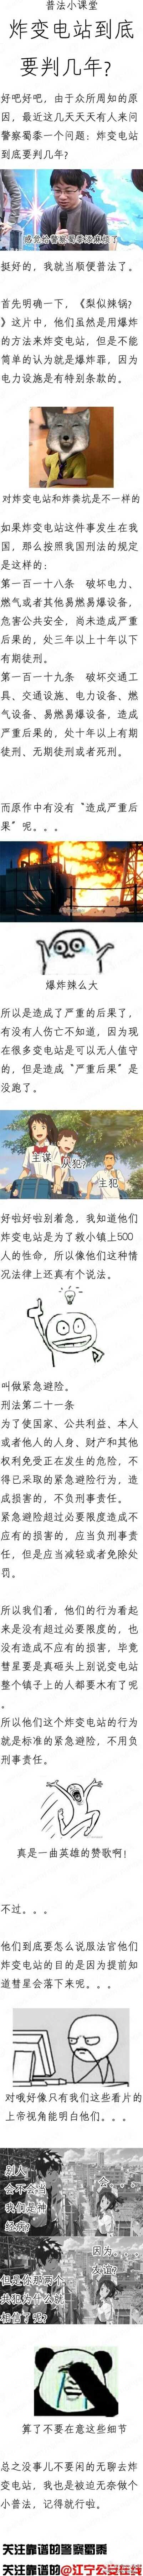 普法小课堂
炸变电站到底
要判几年?
好吧好吧，由于众所周知的原
因，最近这几天天天有人来问
警察蜀黍一个问题：炸变电站
到底要判几年?
感觉给警察蜀黍添麻烦了
挺好的，我就当顺便普法了。
首先明确一下，《梨似辣锅?
》这片中，他们虽然是用爆炸
的方法来炸变电站，但是不能
简单的认为就是爆炸罪，因为
电力设施是有特别条款的。
对炸变电站和炸粪坑是不一样的
如果炸变电站这件事发生在我
国，那么按照我国刑法的规定
是这样的：
第一百一十八条 破坏电力、
燃气或者其他易燃易爆设备，
危害公共安全，尚未造成严重
后果的，处三年以上十年以下
有期徒刑。
第一百一十九条 破坏交通工
具、交通设施、电力设备、燃
气设备、易燃易爆设备，造成
严重后果的，处十年以上有期
徒刑、无期徒刑或者死刑。
而原作中有没有“造成严重后
果”呢。。。
爆炸辣么大
所以是造成了严重的后果了，
有没有人伤亡不知道，因为现
在很多变电站是可以无人值守
的，但是造成“严重后果”是
没跑了。
主谋
从犯?
主犯
好啦好啦别着急，我知道他们
炸变电站是为了救小镇上500
人的性命，所以像他们这种情
况法律上还真有个说法。
叫做紧急避险。
刑法第二十一条
为了使国家、公共利益、本人
或者他人的人身、财产和其他
权利免受正在发生的危险，不
得已采取的紧急避险行为，造
成损害的，不负刑事责任。
紧急避险超过必要限度造成不
应有的损害的，应当负刑事责
任，但是应当减轻或者免除处
罚。
所以我们看，他们的行为看起
来是没有超过必要限度的，也
没有造成不应有的损害，毕竟
彗星要是真砸头上别说变电站
整个镇子上的人都要木有了呢
。
所以他们这个炸变电站的行为
就是标准的紧急避险，不用负
刑事责任。
真是一曲英雄的赞歌啊!
不过。。。
他们到底要怎么说服法官他们
炸变电站的目的是因为提前知
道彗星会落下来呢。。。
对哦好像只有我们这些看片的
上帝视角能明白他们。。。
别人
会不会当
我们是神
经病?
会。。。
但是你那两个
共犯为什么就
相信了呢?
因为。。
友谊?
算了不要在意这些细节
总之没事儿不要闲的无聊去炸
变电站，我也是被迫无奈做个
小普法，记得就行啦。
关注靠谱的警察蜀黍
关注靠谱的@辽宁公安在线